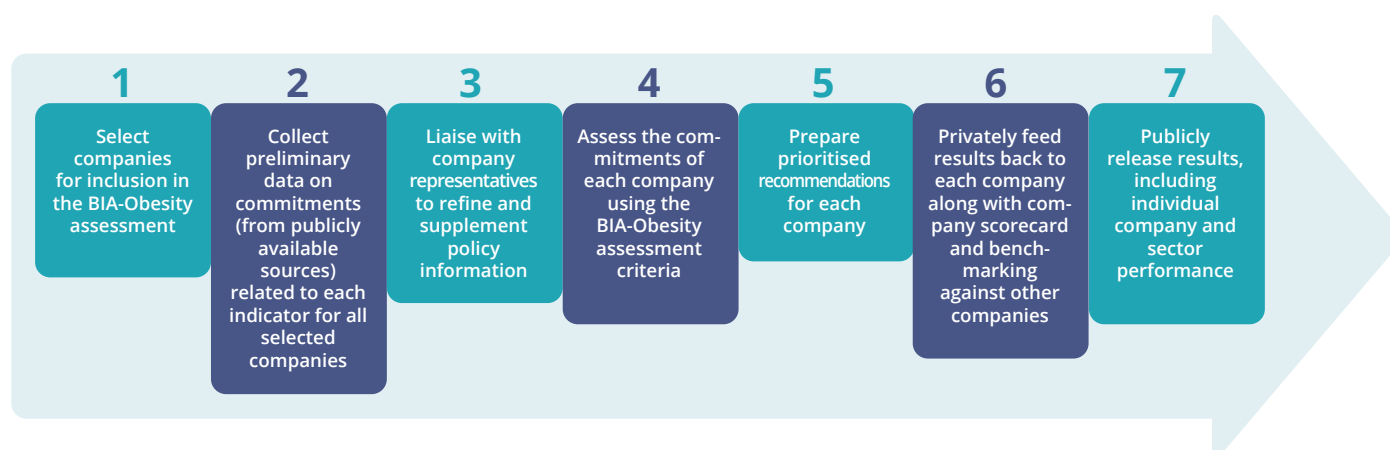 1
Select
companies
for inclusion in
the BIA-Obesity
assessment
2
Collect
preliminary
data on
commitments
(from publicly
available
sources)
related to each
indicator for all
selected
companies
3
Liaise with
company
representatives
to refine and
supplement
policy
information
4
Assess the com-
mitments of
each company
using the
BIA-Obesity
assessment
criteria
5
Prepare
prioritised
recommendations
for each
company
6
Privately feed
results back to
each company
along with com-
pany scorecard
and bench-
marking
against other
companies
7
Publicly
release results,
including
individual
company and
sector
performance